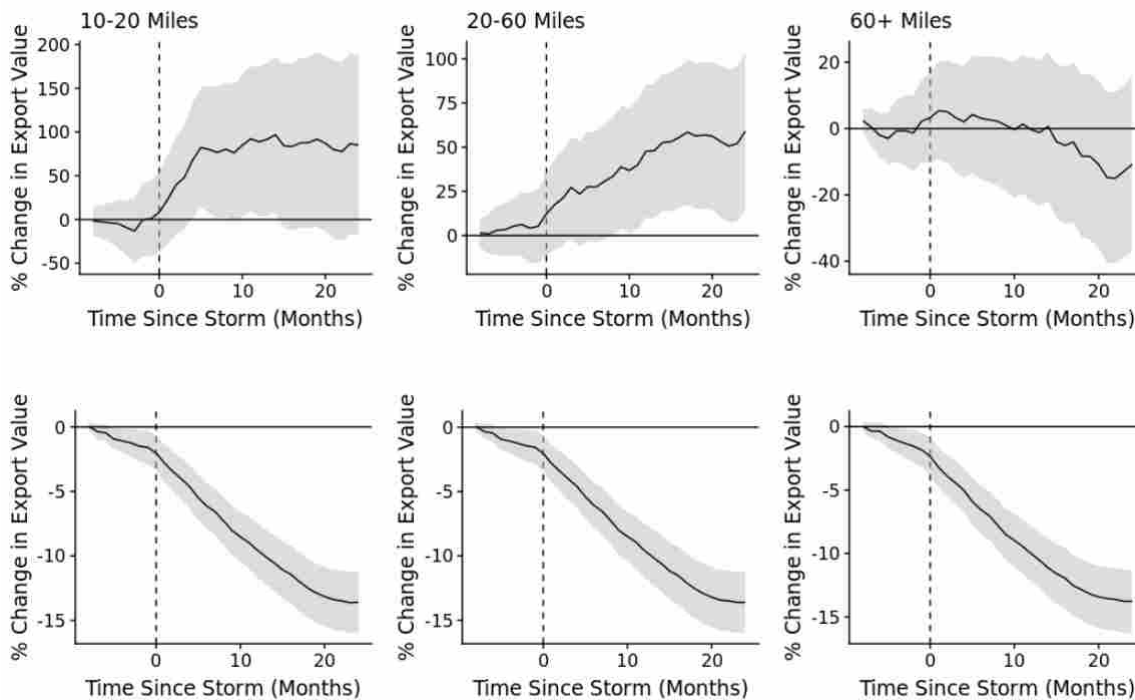 10-20 Miles
% Change in Export Value
200
150
100
50
0
-50
0 10 20
Time Since Storm (Months)
20-60 Miles
% Change in Export Value
100
75
50
25
0
0 10 20
Time Since Storm (Months)
60+ Miles
% Change in Export Value
20
0
-20
-40
0 10 20
Time Since Storm (Months)
% Change in Export Value
0
-5
-10
-15
0 10 20
Time Since Storm (Months)
% Change in Export Value
0
-5
-10
-15
0 10 20
Time Since Storm (Months)
% Change in Export Value
0
-5
-10
-15
0 10 20
Time Since Storm (Months)